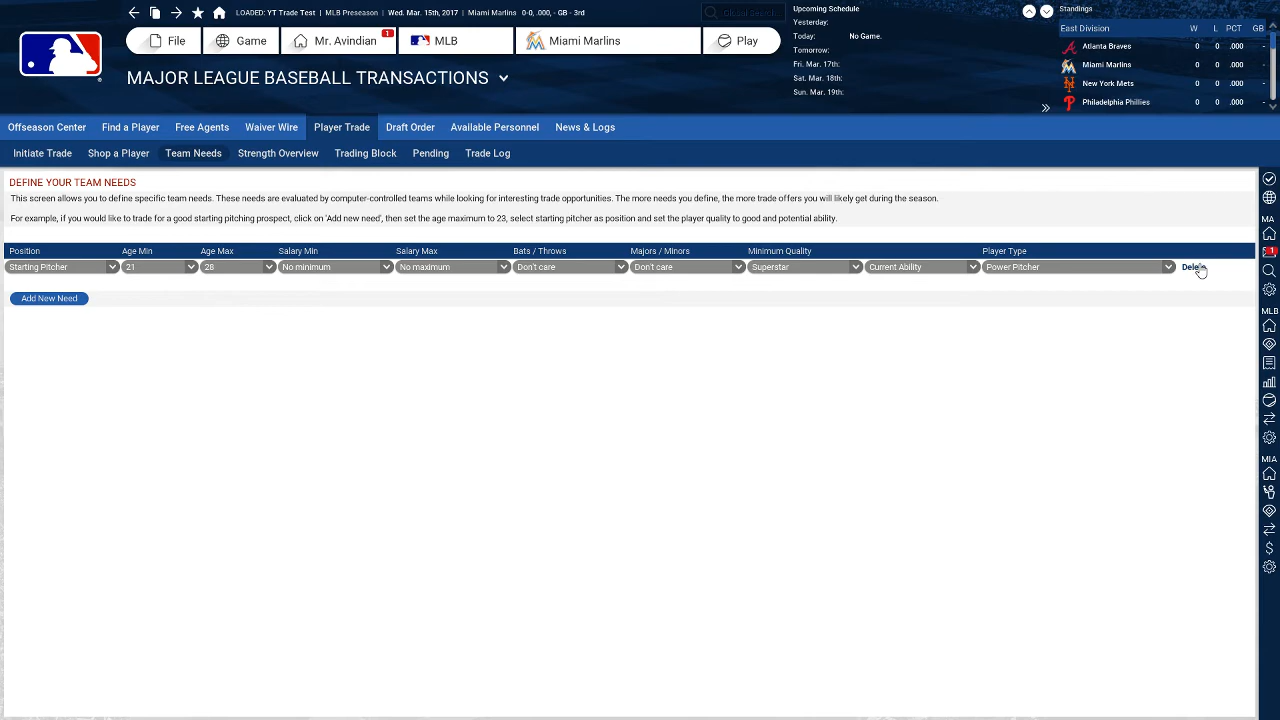 LOADED: YT Trade Test | MLB Preseason | Wed. Mar. 15th, 2017 | Miami Marlins 0-0, .000, - GB - 3rd
File Game Mr. Avindian 1 MLB Miami Marlins Play
MAJOR LEAGUE BASEBALL TRANSACTIONS
Upcoming Schedule
Yesterday:
Today: No Game.
Tomorrow:
Fri. Mar. 17th:
Sat. Mar. 18th:
Sun. Mar. 19th:
Standings
East Division W L PCT GB
Atlanta Braves 0 0 .000 -
Miami Marlins 0 0 .000 -
New York Mets 0 0 .000 -
Philadelphia Phillies 0 0 .000 -
Offseason Center Find a Player Free Agents Waiver Wire Player Trade Draft Order Available Personnel News & Logs
Initiate Trade Shop a Player Team Needs Strength Overview Trading Block Pending Trade Log
DEFINE YOUR TEAM NEEDS
This screen allows you to define specific team needs. These needs are evaluated by computer-controlled teams while looking for interesting trade opportunities. The more needs you define, the more trade offers you will likely get during the season.
For example, if you would like to trade for a good starting pitching prospect, click on 'Add new need', then set the age maximum to 23, select starting pitcher as position and set the player quality to good and potential ability.
Position Age Min Age Max Salary Min Salary Max Bats / Throws Majors / Minors Minimum Quality Player Type
Starting Pitcher 21 28 No minimum No maximum Don't care Don't care Superstar Current Ability Power Pitcher Delete
Add New Need
MLB
MIA